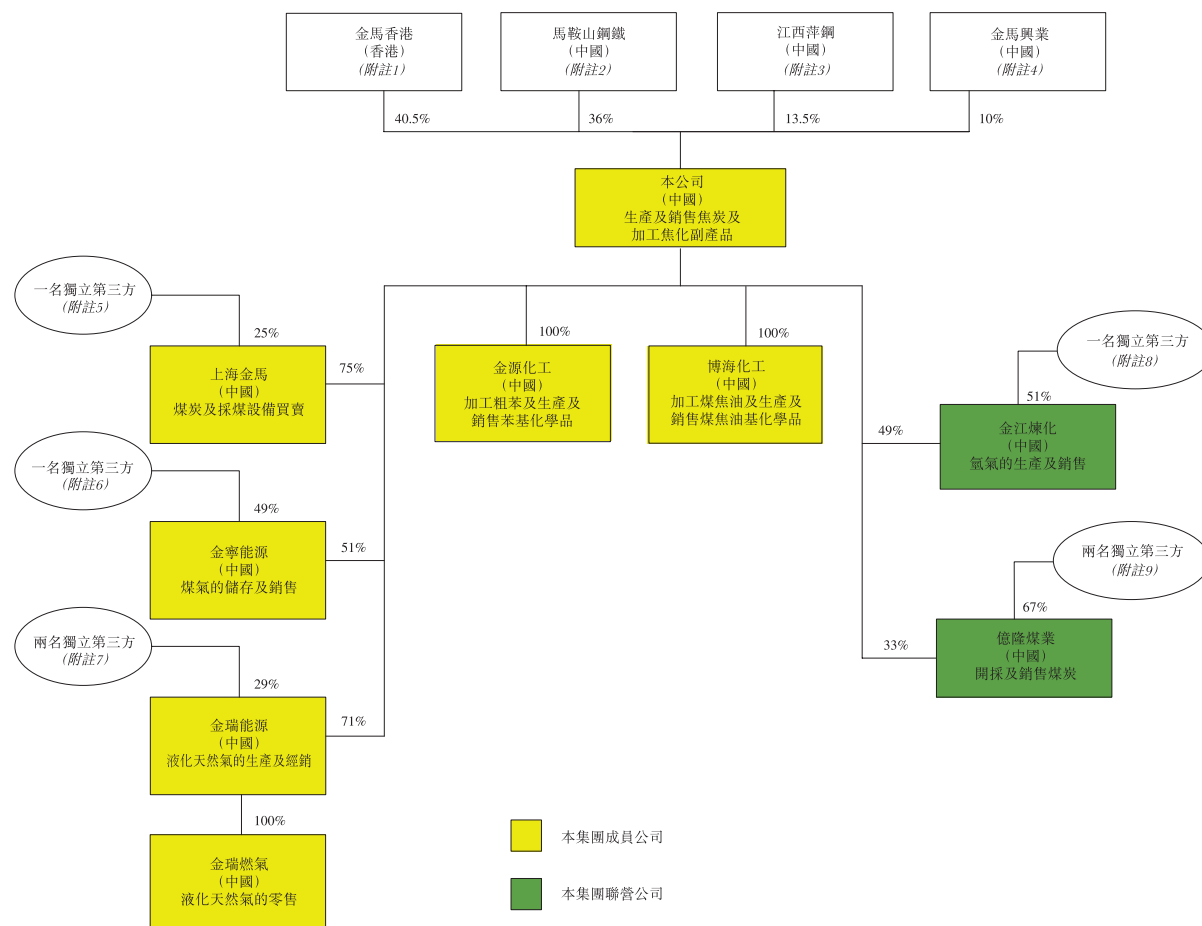 金馬香港
(香港)
(附註1)
馬鞍山鋼鐵
(中國)
(附註2)
江西萍鋼
(中國)
(附註3)
金馬興業
(中國)
(附註4)
40.5%
36%
13.5%
10%
本公司
(中國)
生產及銷售焦炭及
加工焦化副產品
一名獨立第三方
(附註5)
25%
上海金馬
(中國)
煤炭及採煤設備買賣
75%
100%
金源化工
(中國)
加工粗苯及生產及
銷售苯基化學品
100%
博海化工
(中國)
加工煤焦油及生產及
銷售煤焦油基化學品
一名獨立第三方
(附註8)
51%
金江煉化
(中國)
氫氣的生產及銷售
49%
一名獨立第三方
(附註6)
49%
金寧能源
(中國)
煤氣的儲存及銷售
51%
兩名獨立第三方
(附註9)
67%
億隆煤業
(中國)
開採及銷售煤炭
33%
兩名獨立第三方
(附註7)
29%
金瑞能源
(中國)
液化天然氣的生產及經銷
71%
100%
金瑞燃氣
(中國)
液化天然氣的零售
本集團成員公司
本集團聯營公司